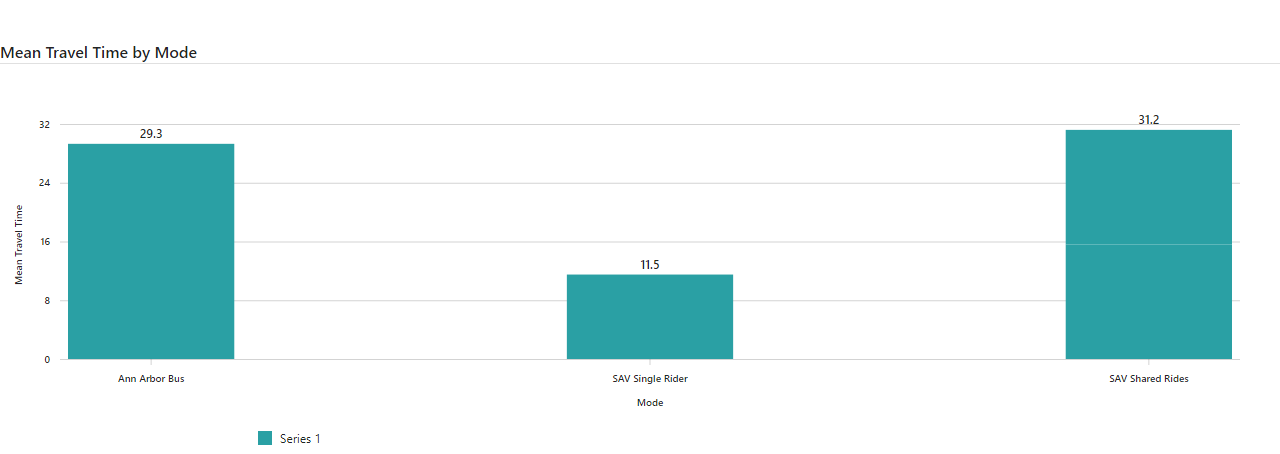 Mean Travel Time by Mode
Mean Travel Time
32
24
16
8
0
29.3
11.5
31.2
Ann Arbor Bus
SAV Single Rider
SAV Shared Rides
Mode
Series 1